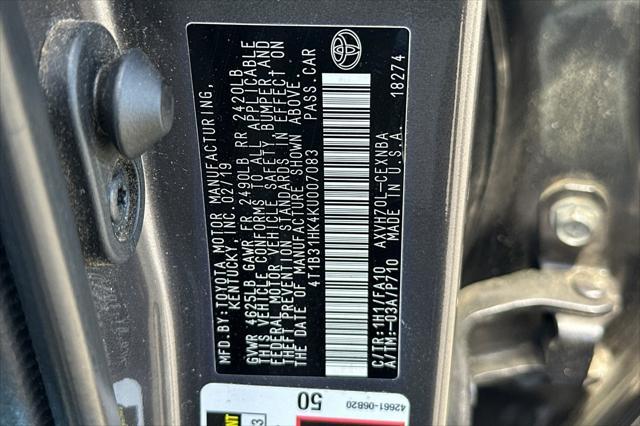 MFD. BY: TOYOTA MOTOR MANUFACTURING,
KENTUCKY, INC. 02/19
GVWR 4625LB GAWR FR 2490LB RR 2420LB
THIS VEHICLE CONFORMS TO ALL APPLICABLE
FEDERAL MOTOR VEHICLE SAFETY, BUMPER AND
THEFT PREVENTION STANDARDS IN EFFECT ON
THE DATE OF MANUFACTURE SHOWN ABOVE.
4T1B31HK4KU007083 PASS. CAR
C/TR:1H1/FA10 AXVH70L-CEXNBA
A/TM:-03A/P710 MADE IN U.S.A. 18274
50
42661-06B20